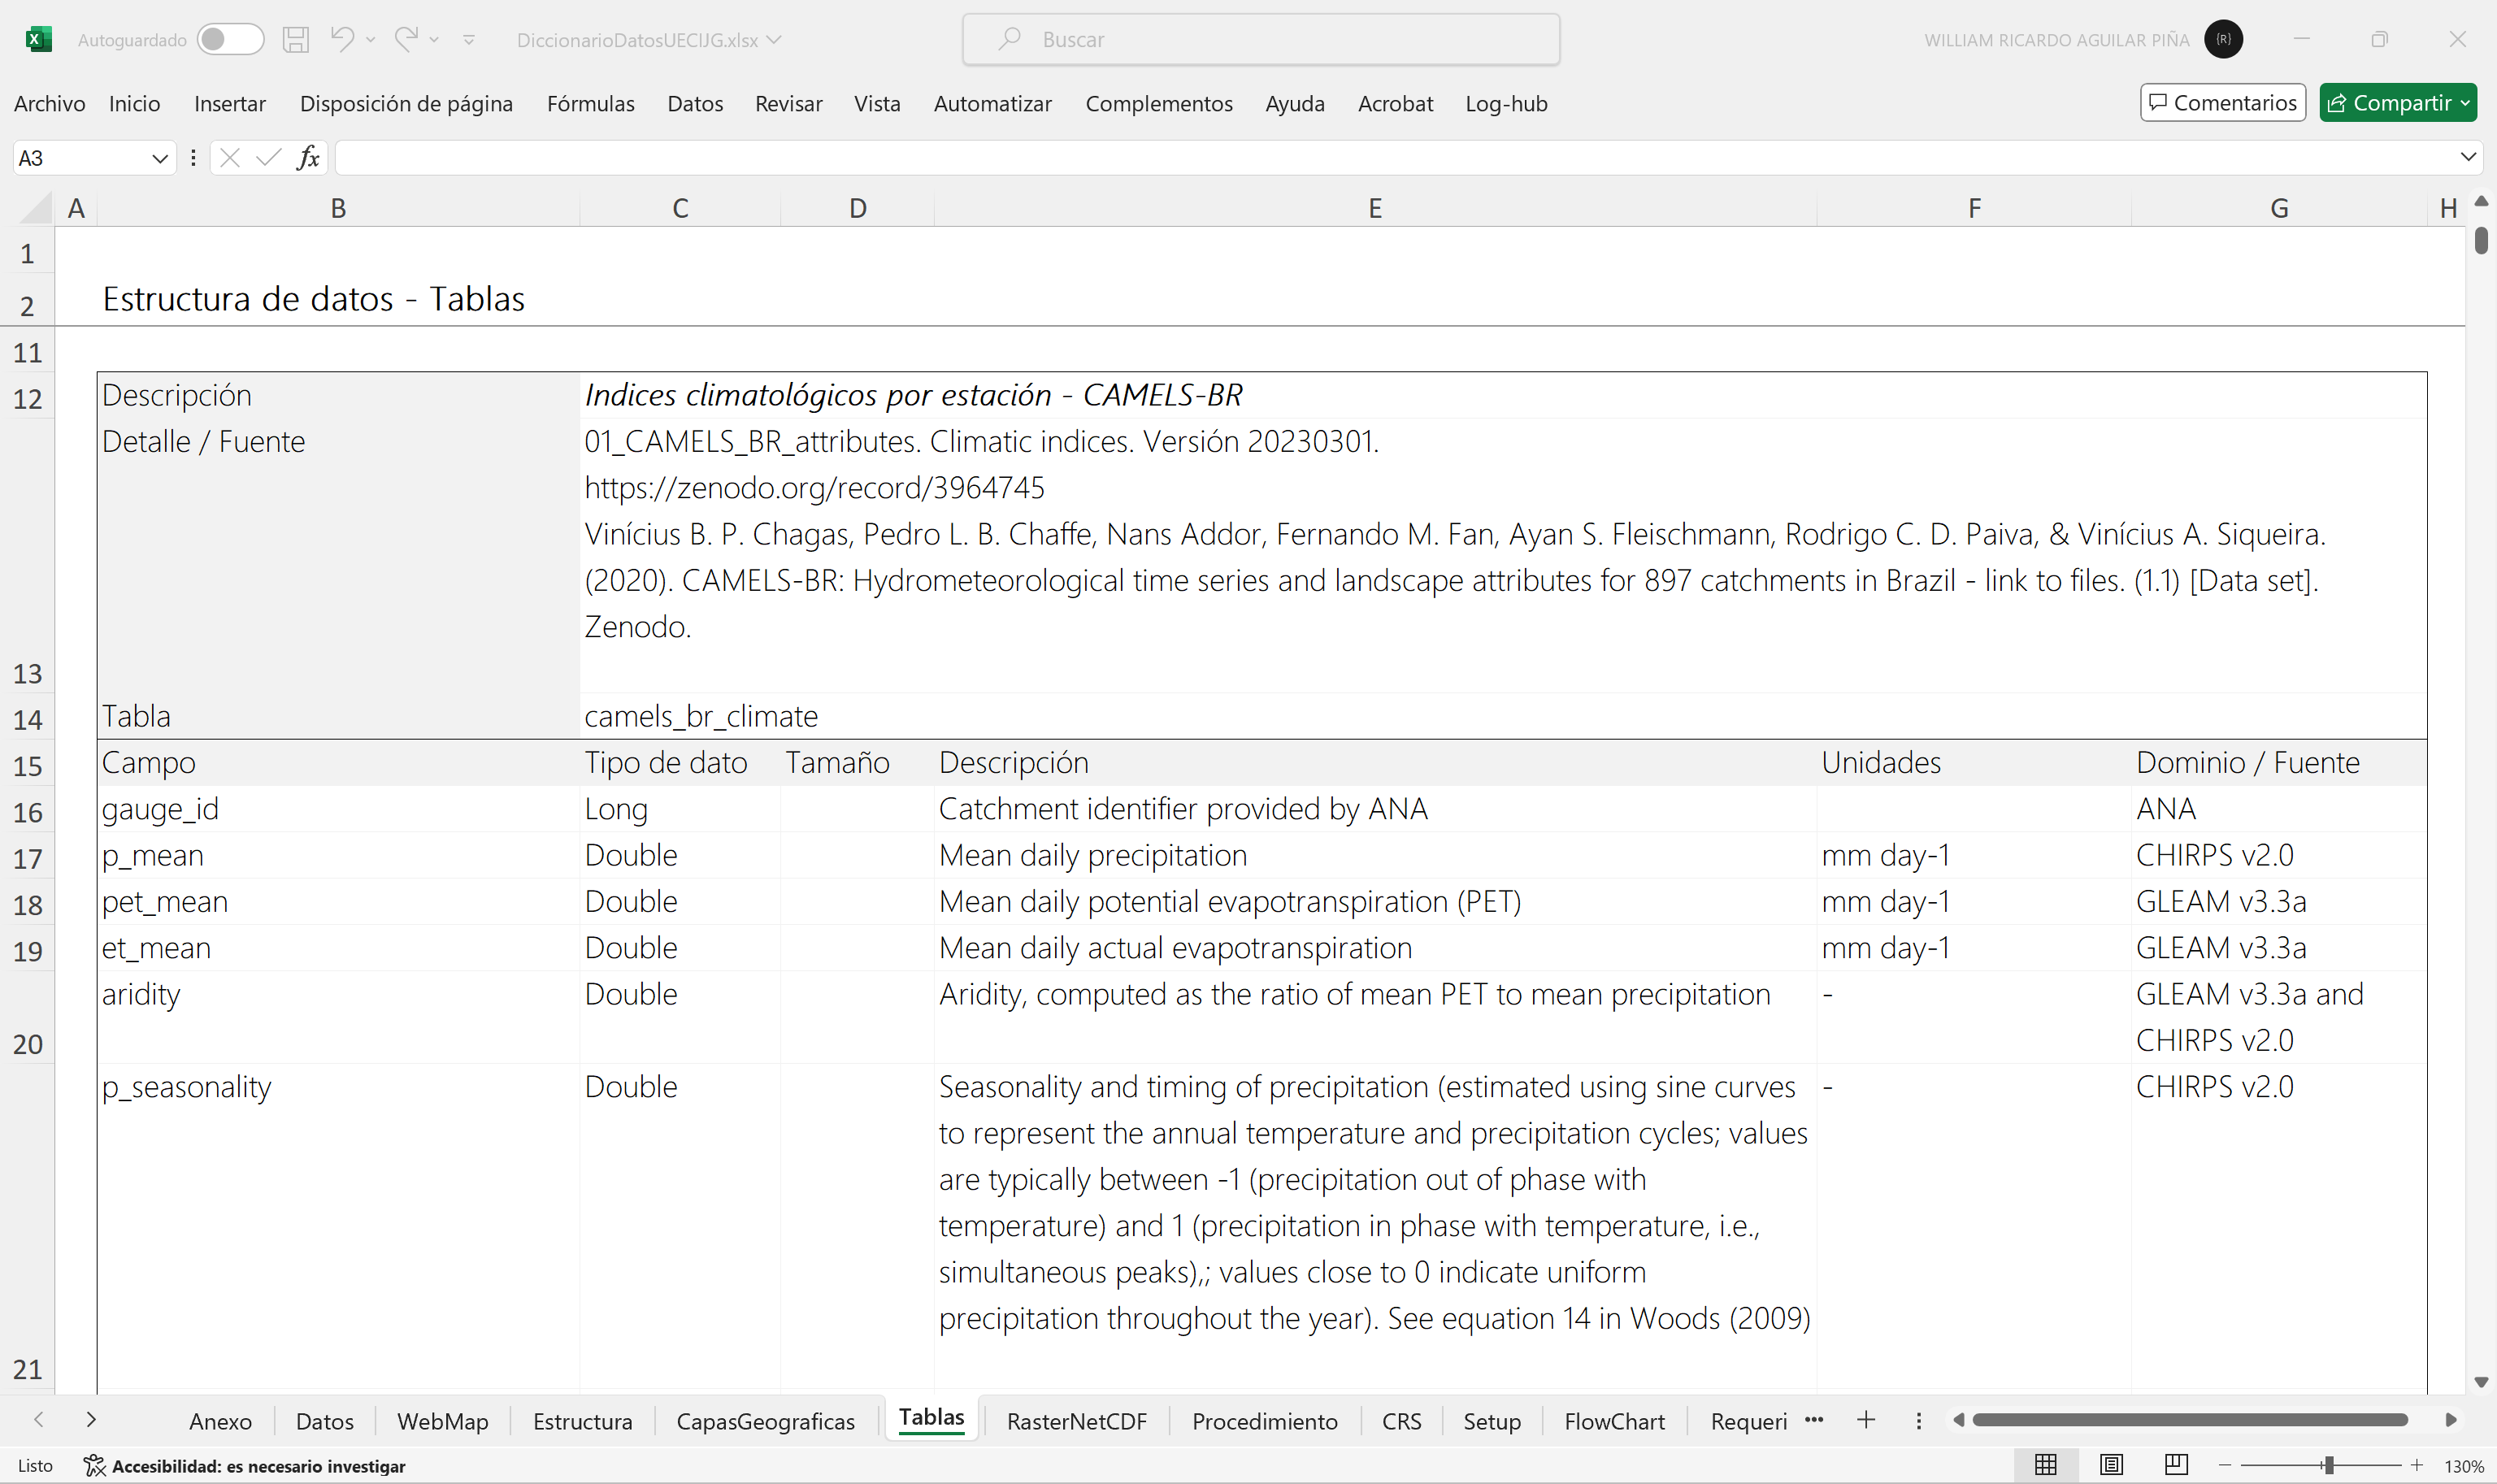 Autoguardado DiccionarioDatosUECIJG.xlsx Buscar WILLIAM RICARDO AGUILAR PIÑA {R}
Archivo Inicio Insertar Disposición de página Fórmulas Datos Revisar Vista Automatizar Complementos Ayuda Acrobat Log-hub Comentarios Compartir
A3 fx
A B C D E F G H
1
2 Estructura de datos - Tablas
11
12 Descripción Indices climatológicos por estación - CAMELS-BR
Detalle / Fuente 01_CAMELS_BR_attributes. Climatic indices. Versión 20230301.
https://zenodo.org/record/3964745
Vinícius B. P. Chagas, Pedro L. B. Chaffe, Nans Addor, Fernando M. Fan, Ayan S. Fleischmann, Rodrigo C. D. Paiva, & Vinícius A. Siqueira.
(2020). CAMELS-BR: Hydrometeorological time series and landscape attributes for 897 catchments in Brazil - link to files. (1.1) [Data set].
Zenodo.
13
14 Tabla camels_br_climate
15 Campo Tipo de dato Tamaño Descripción Unidades Dominio / Fuente
16 gauge_id Long Catchment identifier provided by ANA ANA
17 p_mean Double Mean daily precipitation mm day-1 CHIRPS v2.0
18 pet_mean Double Mean daily potential evapotranspiration (PET) mm day-1 GLEAM v3.3a
19 et_mean Double Mean daily actual evapotranspiration mm day-1 GLEAM v3.3a
aridity Double Aridity, computed as the ratio of mean PET to mean precipitation - GLEAM v3.3a and
20 CHIRPS v2.0
p_seasonality Double Seasonality and timing of precipitation (estimated using sine curves - CHIRPS v2.0
to represent the annual temperature and precipitation cycles; values
are typically between -1 (precipitation out of phase with
temperature) and 1 (precipitation in phase with temperature, i.e.,
simultaneous peaks),; values close to 0 indicate uniform
precipitation throughout the year). See equation 14 in Woods (2009)
21
Anexo Datos WebMap Estructura CapasGeograficas Tablas RasterNetCDF Procedimiento CRS Setup FlowChart Requeri ...
Listo Accesibilidad: es necesario investigar 130%